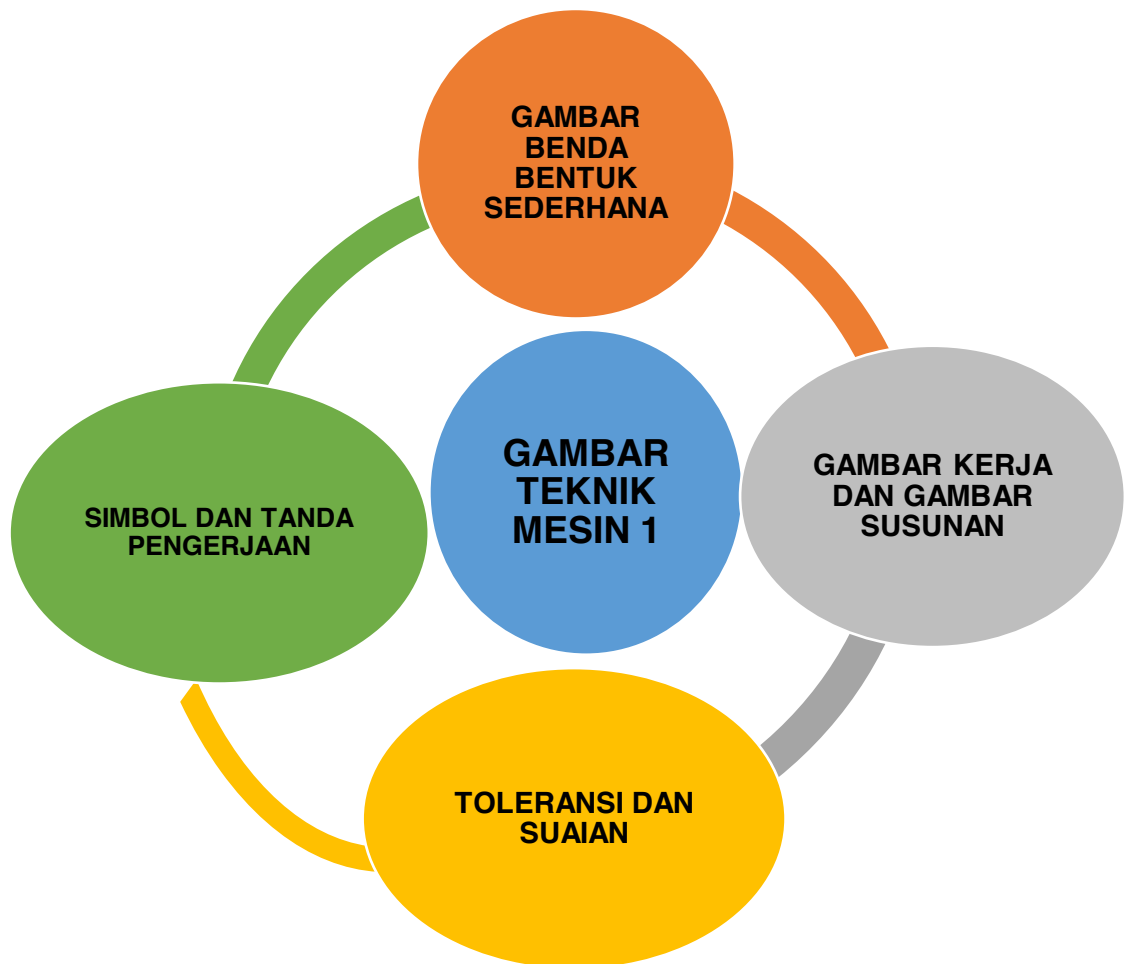 GAMBAR
BENDA
BENTUK
SEDERHANA
GAMBAR KERJA
DAN GAMBAR
SUSUNAN
GAMBAR
TEKNIK
MESIN 1
SIMBOL DAN TANDA
PENGERJAAN
TOLERANSI DAN
SUAIAN